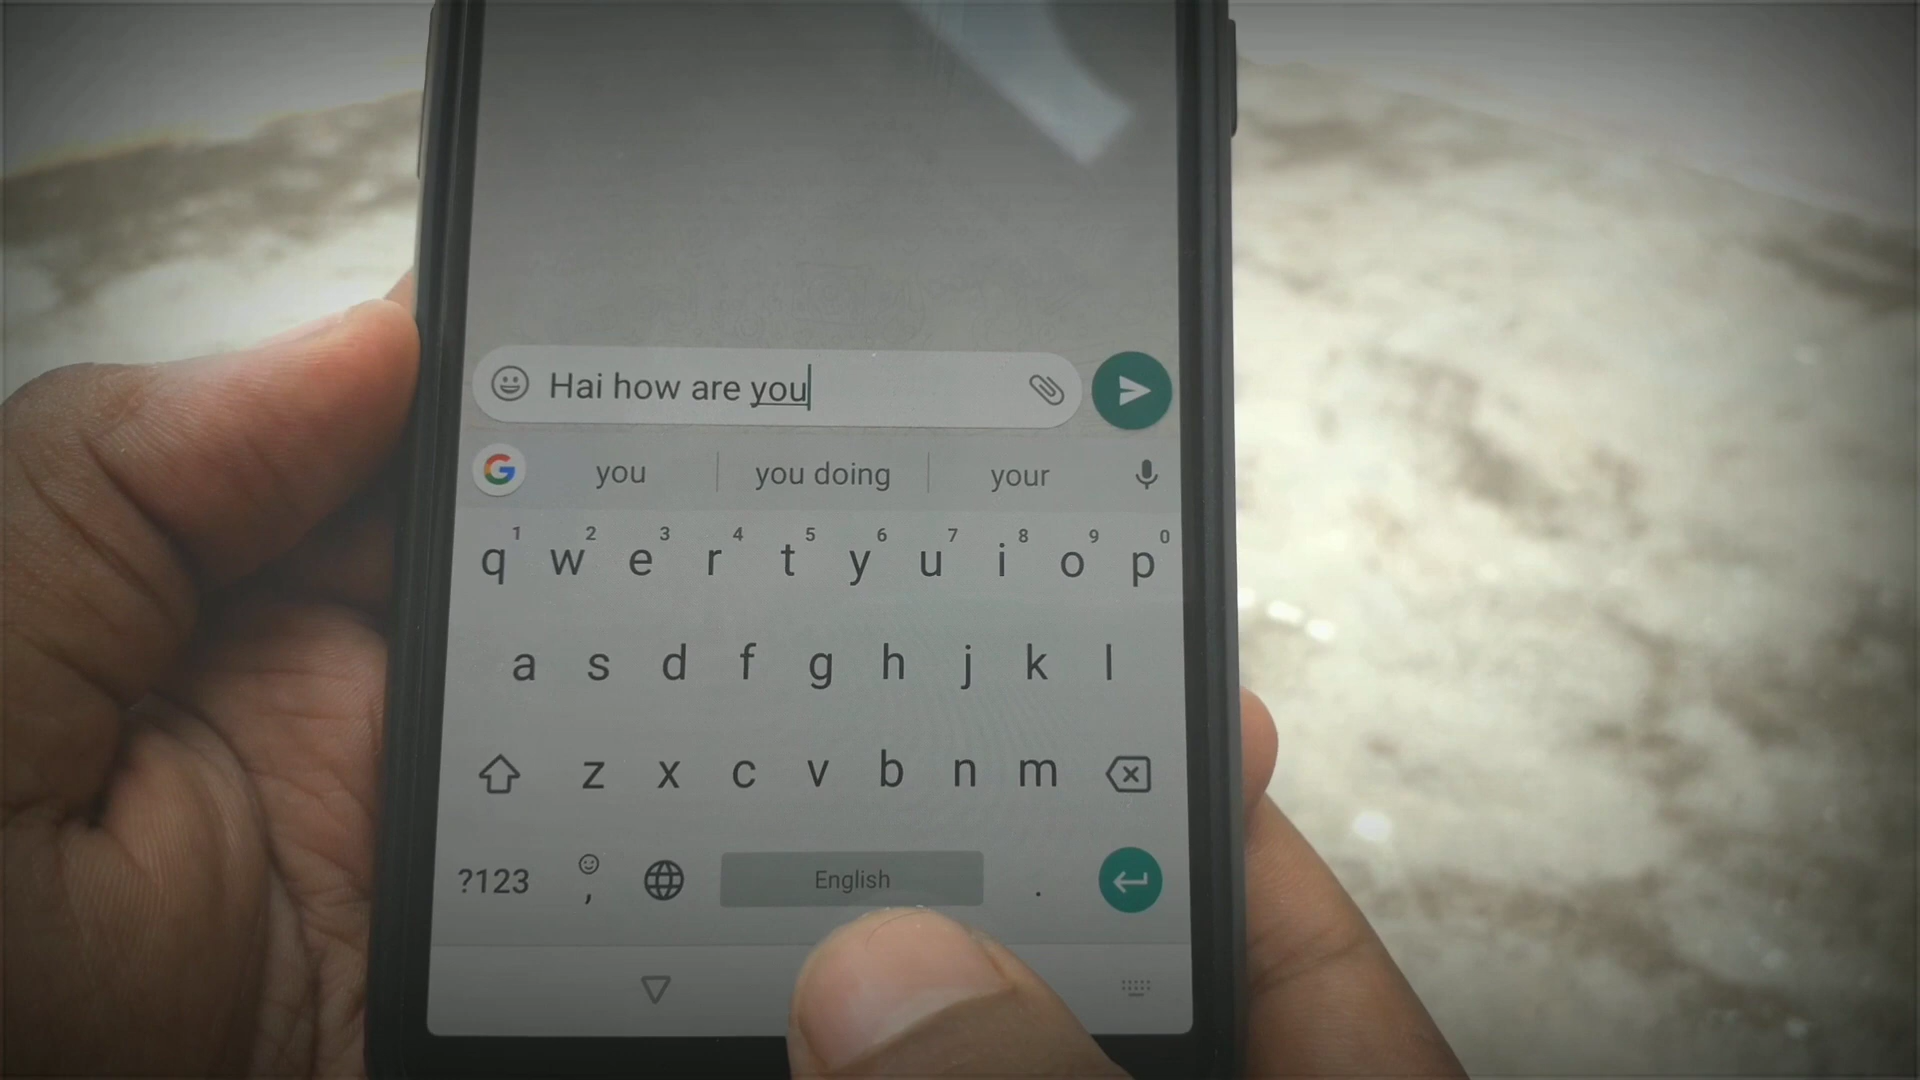 Hai how are you
G you you doing your
1 2 3 4 5 6 7 8 9 0
q w e r t y u i o p
a s d f g h j k l
z x c v b n m
?123 , English .